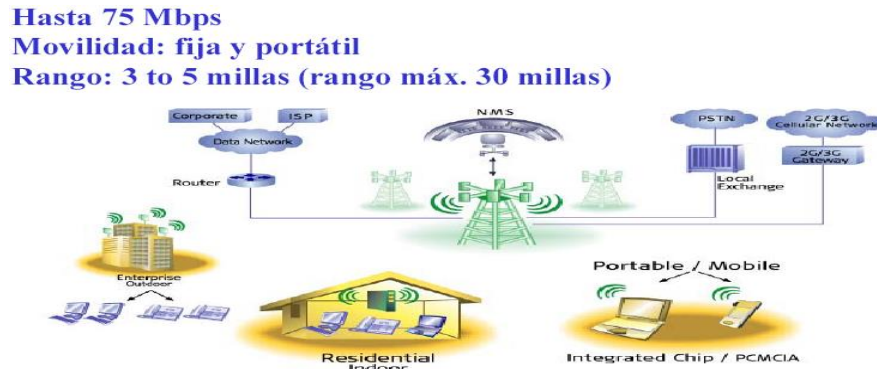 Hasta 75 Mbps
Movilidad: fija y portátil
Rango: 3 to 5 millas (rango máx. 30 millas)
Corporate
ISP
Data Network
Router
NMS
PSTN
2G/3G
Cellular Network
2G/3G
Gateway
Local
Exchange
Enterprise
Outdoor
Residential
Indoor
Portable / Mobile
Integrated Chip / PCMCIA